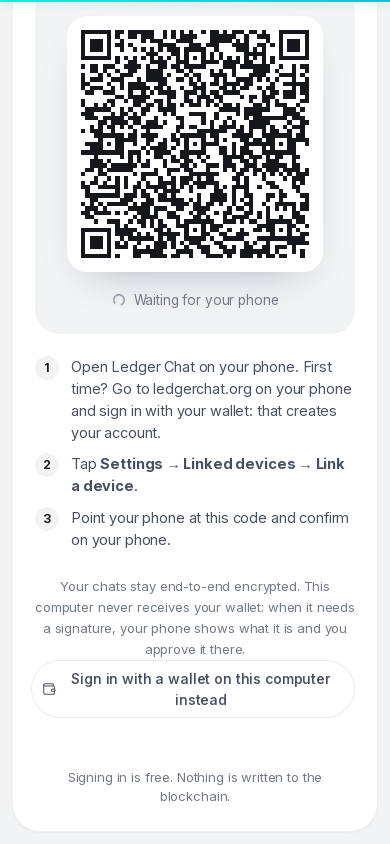 Waiting for your phone
1 Open Ledger Chat on your phone. First
time? Go to ledgerchat.org on your phone
and sign in with your wallet: that creates
your account.
2 Tap Settings → Linked devices → Link
a device.
3 Point your phone at this code and confirm
on your phone.
Your chats stay end-to-end encrypted. This
computer never receives your wallet: when it needs
a signature, your phone shows what it is and you
approve it there.
Sign in with a wallet on this computer
instead
Signing in is free. Nothing is written to the
blockchain.